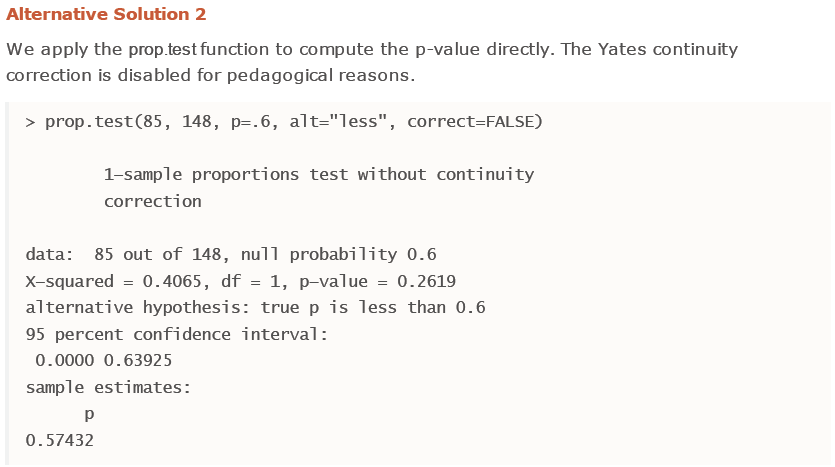 Alternative Solution 2
We apply the prop.test function to compute the p-value directly. The Yates continuity
correction is disabled for pedagogical reasons.
> prop.test(85, 148, p=.6, alt="less", correct=FALSE)
1−sample proportions test without continuity
correction
data:  85 out of 148, null probability 0.6
X−squared = 0.4065, df = 1, p−value = 0.2619
alternative hypothesis: true p is less than 0.6
95 percent confidence interval:
0.0000 0.63925
sample estimates:
p
0.57432